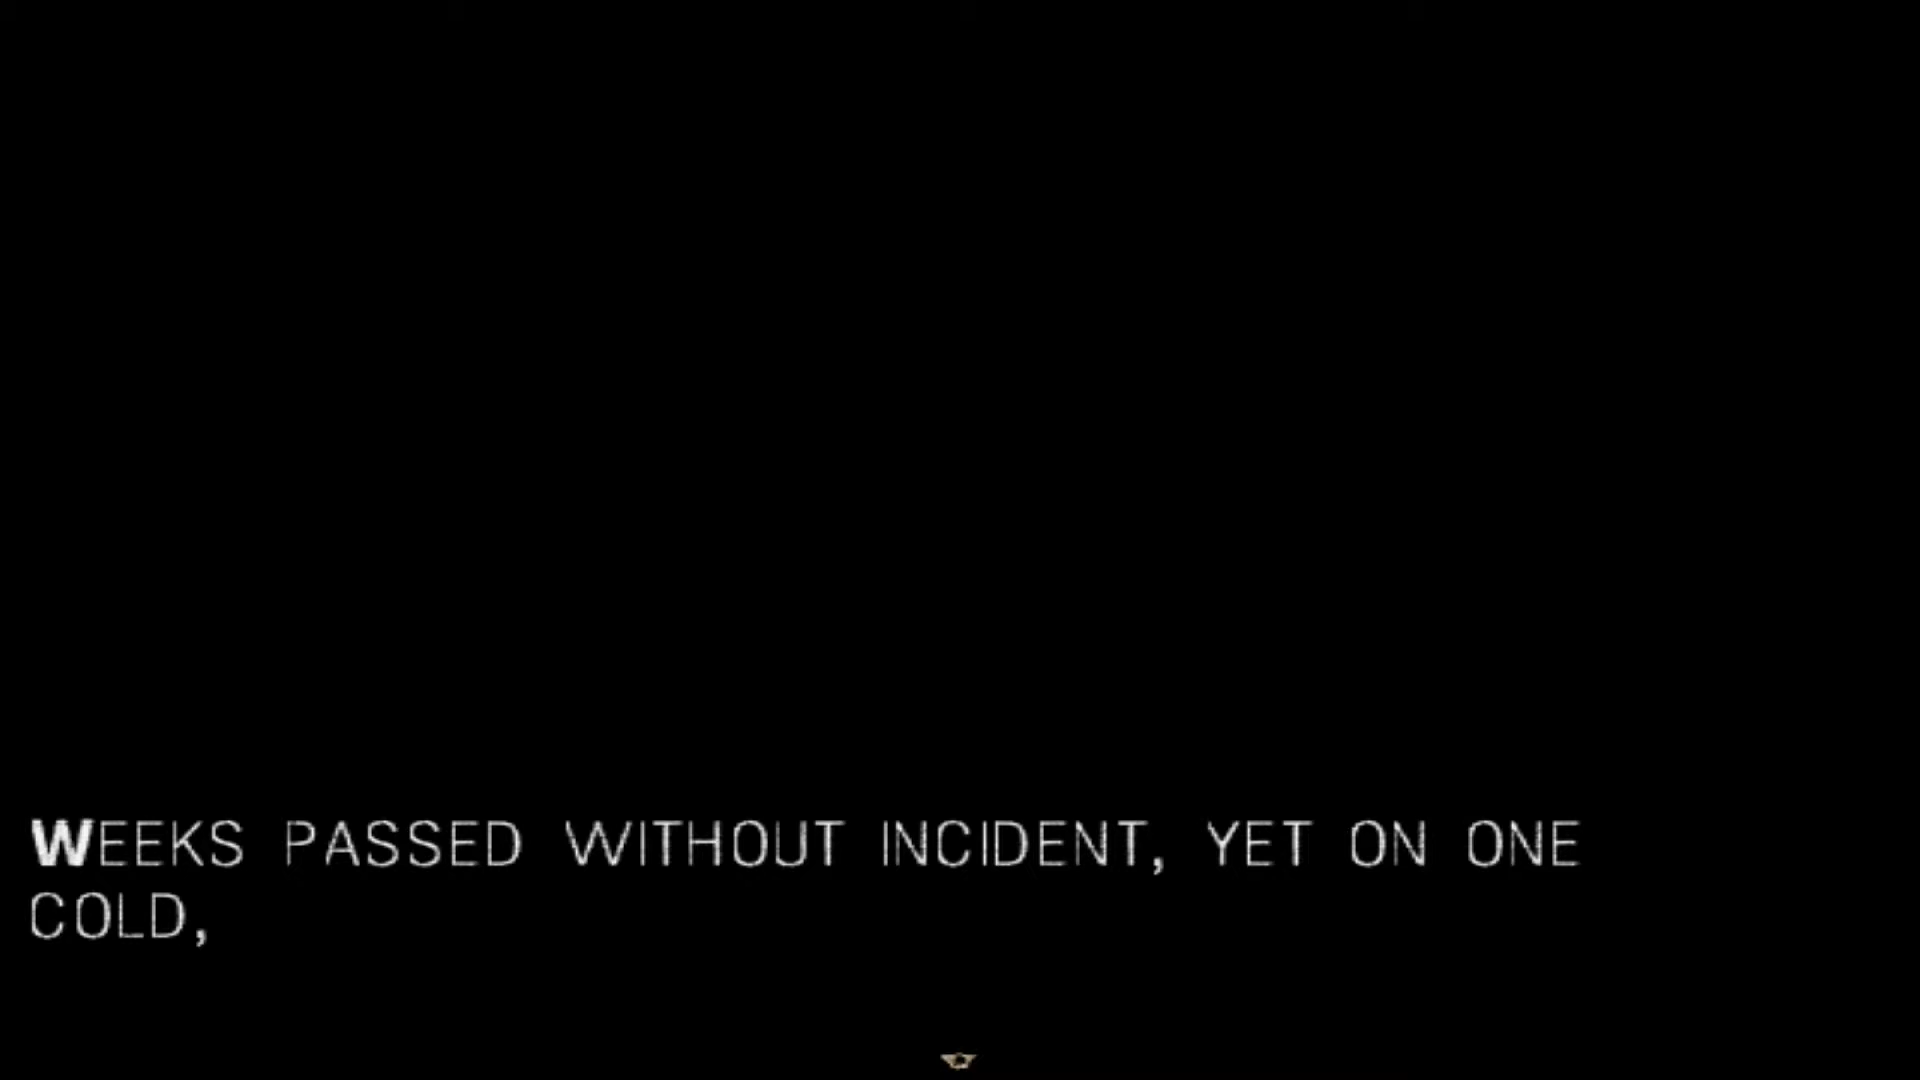 WEEKS PASSED WITHOUT INCIDENT, YET ON ONE
COLD,